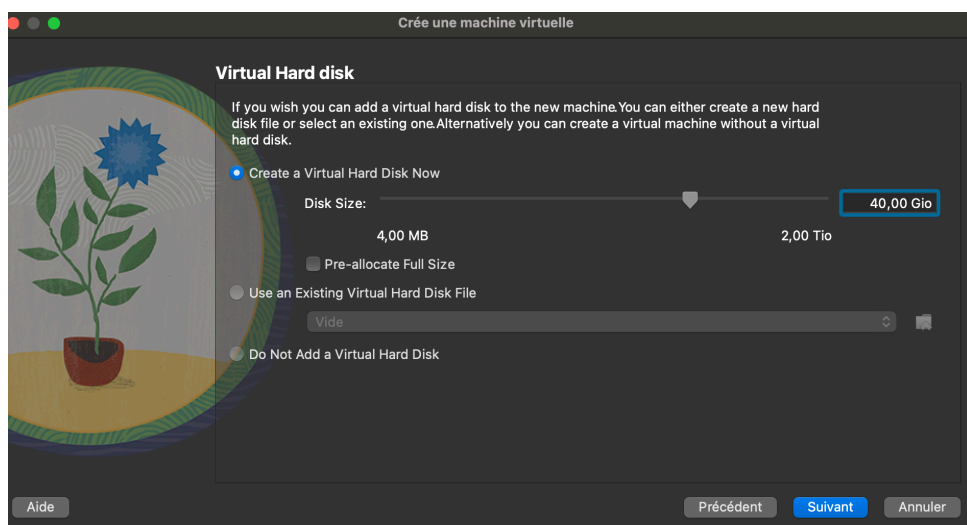 Crée une machine virtuelle
Virtual Hard disk
If you wish you can add a virtual hard disk to the new machine.You can either create a new hard
disk file or select an existing one.Alternatively you can create a virtual machine without a virtual
hard disk.
Create a Virtual Hard Disk Now
Disk Size: 40,00 Gio
4,00 MB 2,00 Tio
Pre-allocate Full Size
Use an Existing Virtual Hard Disk File
Vide
Do Not Add a Virtual Hard Disk
Aide Précédent Suivant Annuler